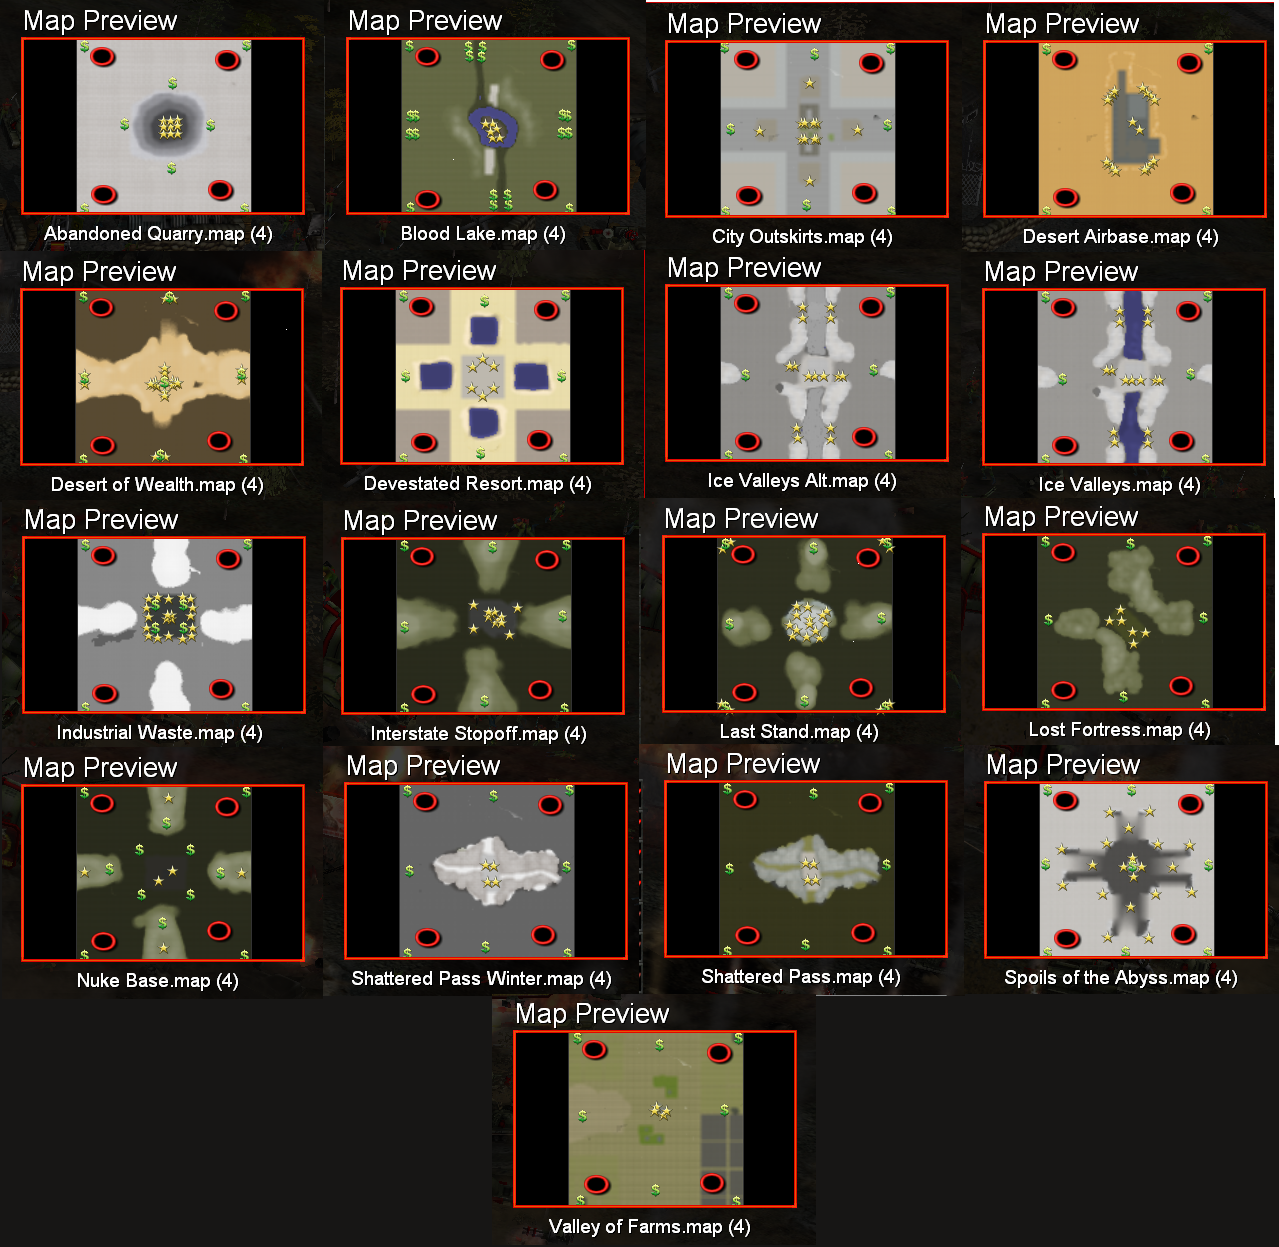 Map Preview Map Preview Map Preview Map Preview
Abandoned Quarry.map (4) Blood Lake.map (4) City Outskirts.map (4) Desert Airbase.map (4)
Map Preview Map Preview Map Preview Map Preview
Desert of Wealth.map (4) Devestated Resort.map (4) Ice Valleys Alt.map (4) Ice Valleys.map (4)
Map Preview Map Preview Map Preview Map Preview
Industrial Waste.map (4) Interstate Stopoff.map (4) Last Stand.map (4) Lost Fortress.map (4)
Map Preview Map Preview Map Preview Map Preview
Nuke Base.map (4) Shattered Pass Winter.map (4) Shattered Pass.map (4) Spoils of the Abyss.map (4)
Map Preview
Valley of Farms.map (4)